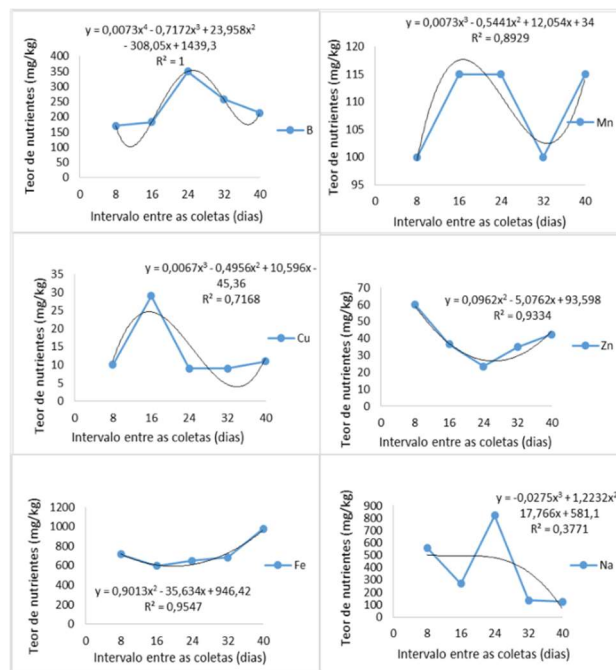 y = 0,0073x⁴ - 0,7172x³ + 23,958x²
- 308,05x + 1439,3
R² = 1
Teor de nutrientes (mg/kg)
400
350
300
250
200
150
100
50
0
0 8 16 24 32 40
B
Intervalo entre as coletas (dias)
y = 0,0073x³ - 0,5441x² + 12,054x + 34
R² = 0,8929
Teor de nutrientes (mg/kg)
120
115
110
105
100
95
0 8 16 24 32 40
Mn
Intervalo entre as coletas (dias)
y = 0,0067x³ - 0,4956x² + 10,596x -
45,36
R² = 0,7168
Teor de nutrientes (mg/kg)
35
30
25
20
15
10
5
0
0 8 16 24 32 40
Cu
Intervalo entre as coletas (dias)
y = 0,0962x² - 5,0762x + 93,598
R² = 0,9334
Teor de nutrientes (mg/kg)
70
60
50
40
30
20
10
0
0 8 16 24 32 40
Zn
Intervalo entre as coletas (dias)
Teor de nutrientes (mg/kg)
1200
1000
800
600
400
200
0
y = 0,9013x² - 35,634x + 946,42
R² = 0,9547
0 8 16 24 32 40
Fe
Intervalo entre as coletas (dias)
y = -0,0275x³ + 1,2232x²
17,766x + 581,1
R² = 0,3771
Teor de nutrientes (mg/kg)
900
800
700
600
500
400
300
200
100
0
0 8 16 24 32 40
Na
Intervalo entre as coletas (dias)